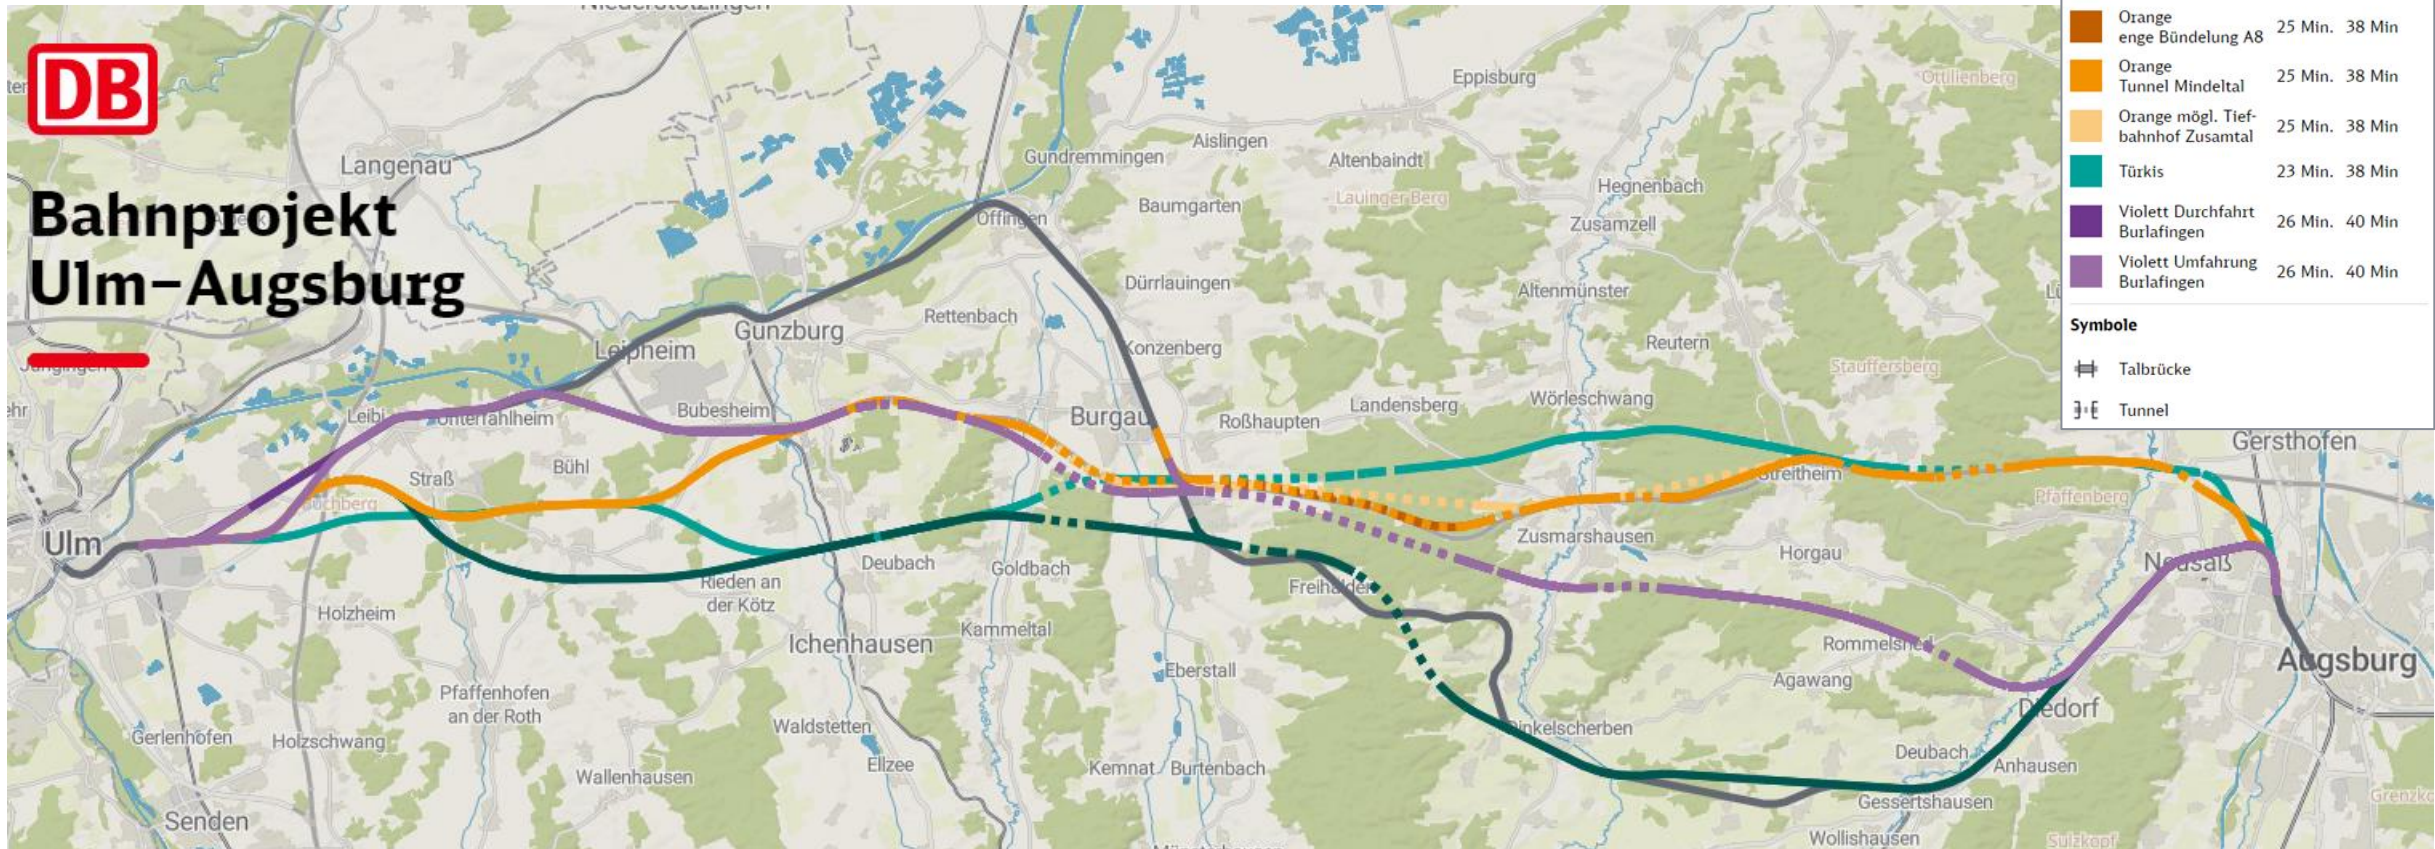 DB
Bahnprojekt
Ulm–Augsburg
Langenau
Eppisburg
Ottilienberg
Gundremmingen
Aislingen
Altenbaindt
Baumgarten
Lauinger Berg
Hegnenbach
Zusamzell
Offingen
Dürrlauingen
Altenmünster
Günzburg
Rettenbach
Leipheim
Konzenberg
Reutern
Stauffersberg
Leibi
Unterfahlheim
Bubesheim
Burgau
Roßhaupten
Landensberg
Wörleschwang
Gersthofen
Straß
Bühl
Streitheim
Pfaffenberg
Ulm
Zusmarshausen
Horgau
Neusäß
Deubach
Goldbach
Rieden an
der Kötz
Freihalden
Holzheim
Kammeltal
Ichenhausen
Rommelsried
Eberstall
Agawang
Augsburg
Pfaffenhofen
an der Roth
Diedorf
Waldstetten
Dinkelscherben
Gerlenhofen
Holzschwang
Wallenhausen
Ellzee
Kemnat
Burtenbach
Deubach
Anhausen
Gessertshausen
Senden
Wollishausen
Sulzkopf
Orange
enge Bündelung A8 25 Min. 38 Min
Orange
Tunnel Mindeltal 25 Min. 38 Min
Orange mögl. Tief-
bahnhof Zusamtal 25 Min. 38 Min
Türkis 23 Min. 38 Min
Violett Durchfahrt
Burlafingen 26 Min. 40 Min
Violett Umfahrung
Burlafingen 26 Min. 40 Min
Symbole
Talbrücke
Tunnel